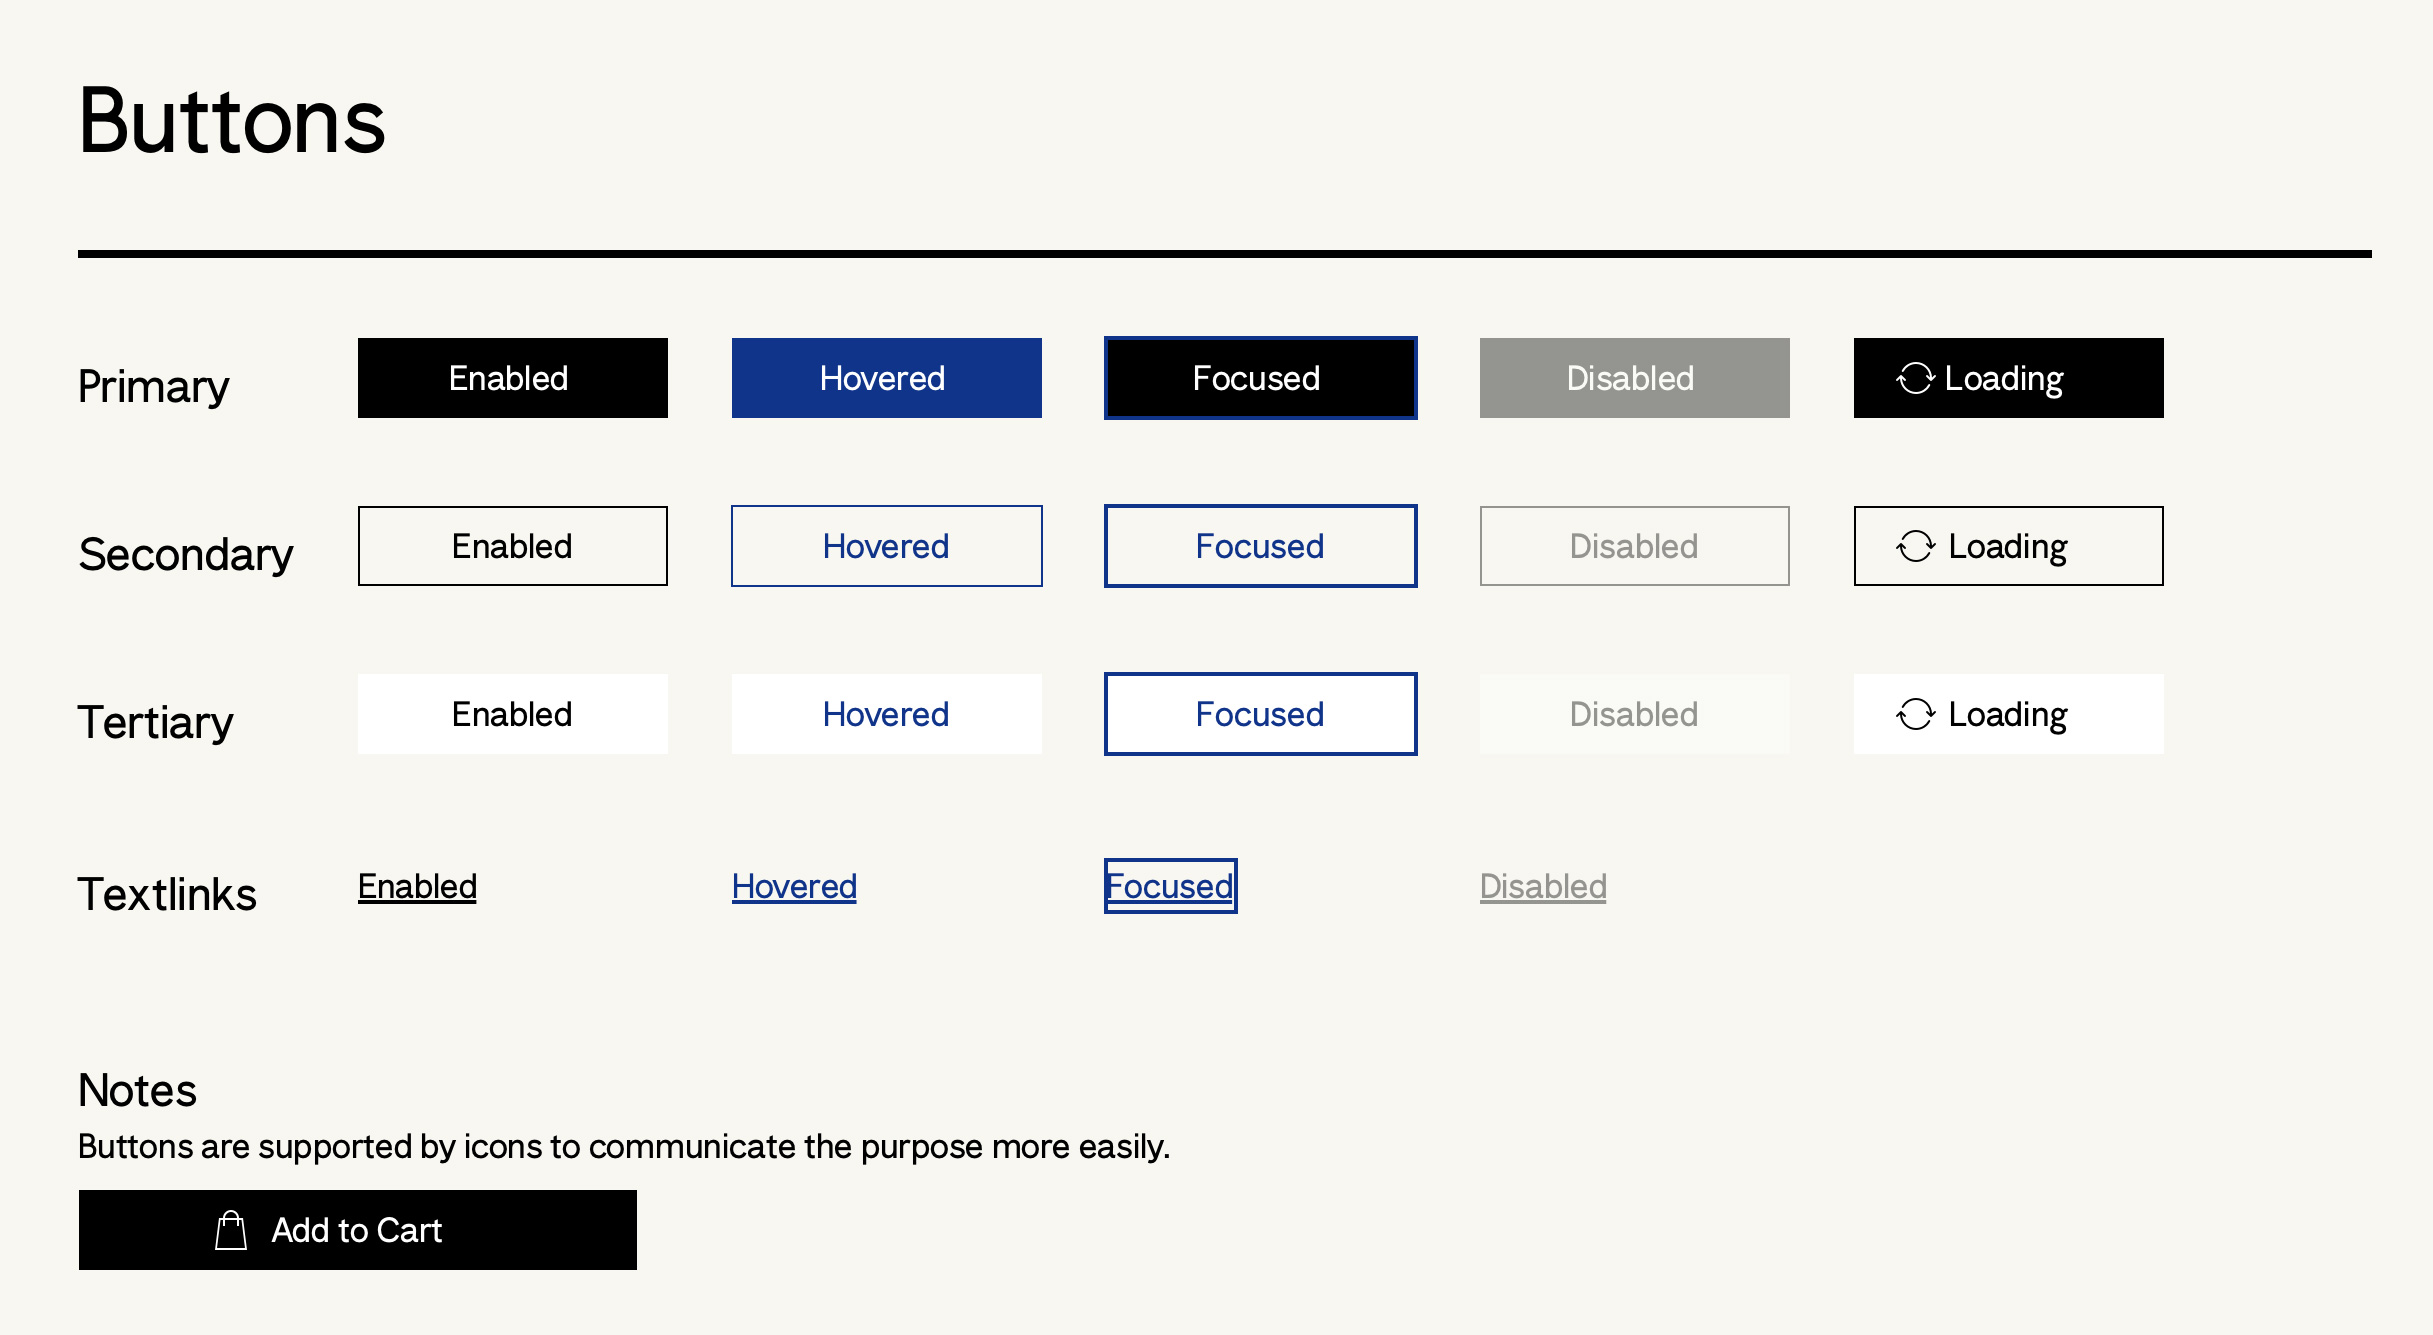 Buttons
Primary Enabled Hovered Focused Disabled Loading
Secondary Enabled Hovered Focused Disabled Loading
Tertiary Enabled Hovered Focused Disabled Loading
Textlinks Enabled Hovered Focused Disabled
Notes
Buttons are supported by icons to communicate the purpose more easily.
Add to Cart